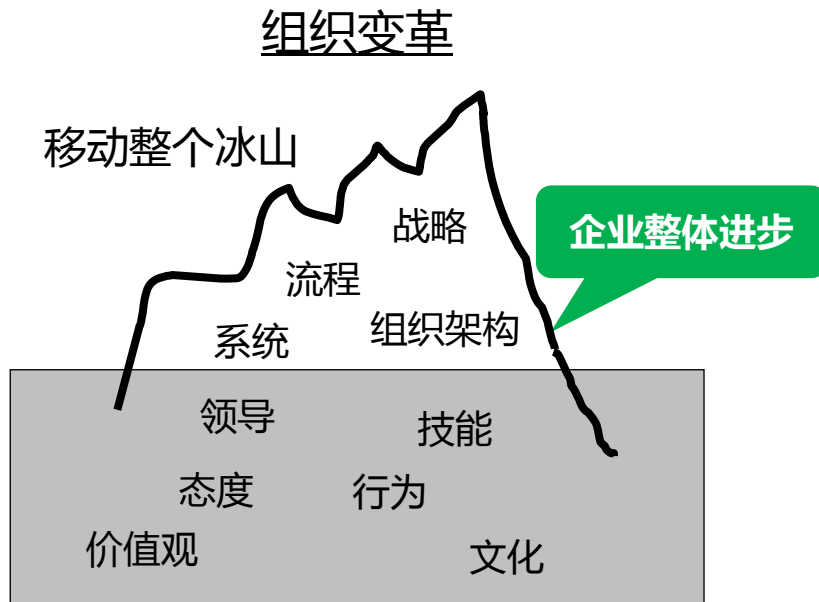 组织变革
移动整个冰山
战略
企业整体进步
流程
系统
组织架构
领导
技能
态度
行为
价值观
文化